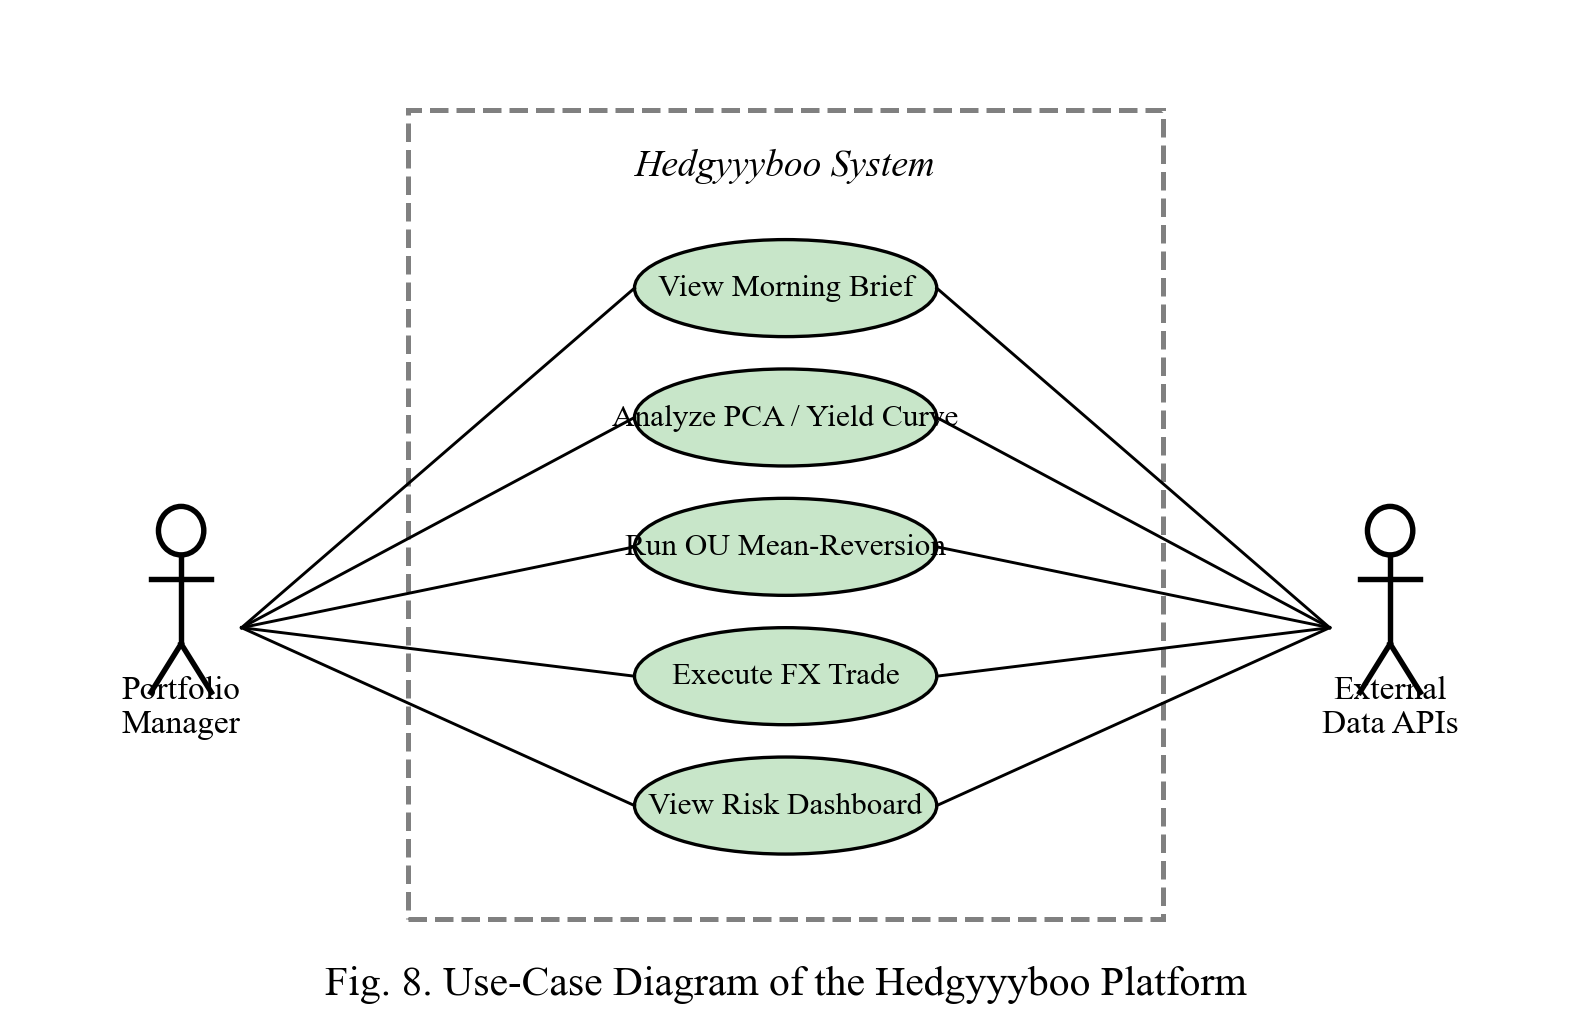 Hedgyyyboo System
View Morning Brief
Analyze PCA / Yield Curve
Run OU Mean-Reversion
Execute FX Trade
View Risk Dashboard
Portfolio
Manager
External
Data APIs
Fig. 8. Use-Case Diagram of the Hedgyyyboo Platform